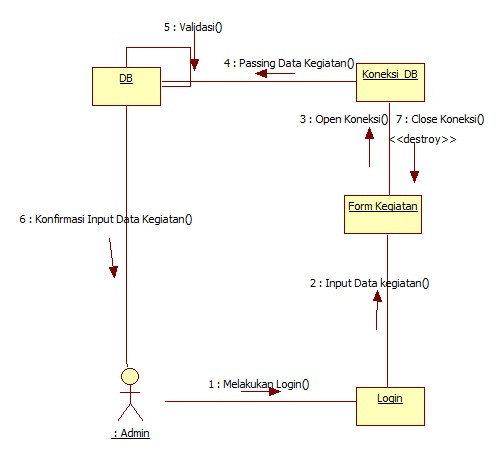 5 : Validasi()
DB
4 : Passing Data Kegiatan()
Koneksi_DB
3 : Open Koneksi()
7 : Close Koneksi()
<<destroy>>
Form Kegiatan
6 : Konfirmasi Input Data Kegiatan()
2 : Input Data kegiatan()
1 : Melakukan Login()
Login
: Admin